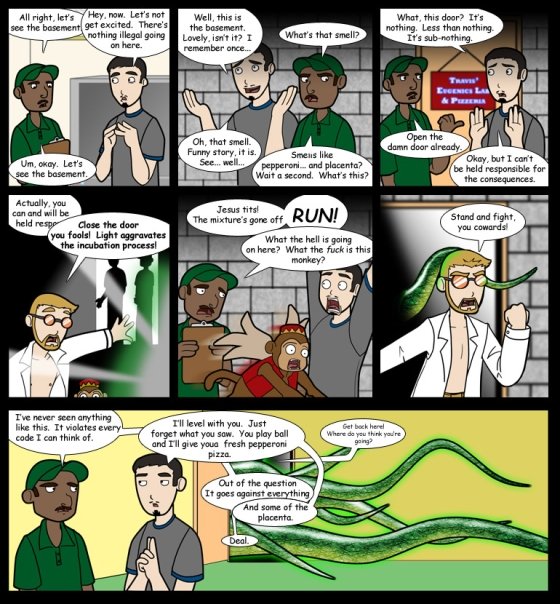 All right, let's
see the basement.
Hey, now. Let's not
get excited. There's
nothing illegal going
on here.
Um, okay. Let's
see the basement.
Well, this is
the basement.
Lovely, isn't it? I
remember once...
What's that smell?
Oh, that smell.
Funny story, it is.
See... well...
Smells like
pepperoni... and placenta?
Wait a second. What's this?
What, this door? It's
nothing. Less than nothing.
It's sub-nothing.
Travis'
Eugenics Lab
& Pizzeria
Open the
damn door already.
Okay, but I can't
be held responsible for
the consequences.
Actually, you
can and will be
held respo
Close the door
you fools! Light aggravates
the incubation process!
Jesus tits!
The mixture's gone off
RUN!
What the hell is going
on here? What the fuck is this
monkey?
Stand and fight,
you cowards!
I've never seen anything
like this. It violates every
code I can think of.
I'll level with you. Just
forget what you saw. You play ball
and I'll give youa fresh pepperoni
pizza.
Get back here!
Where do you think you're
going?
Out of the question
It goes against everything
And some of the
placenta.
Deal.